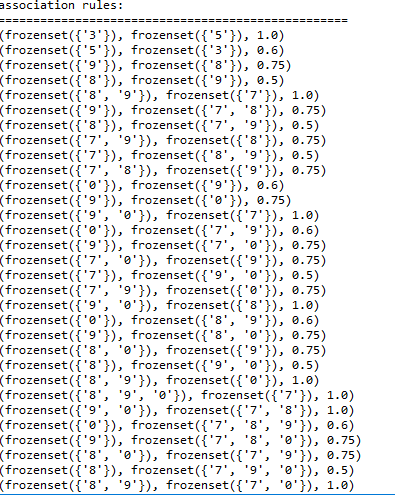 association rules:
==================================================
(frozenset({'3'}), frozenset({'5'}), 1.0)
(frozenset({'5'}), frozenset({'3'}), 0.6)
(frozenset({'9'}), frozenset({'8'}), 0.75)
(frozenset({'8'}), frozenset({'9'}), 0.5)
(frozenset({'8', '9'}), frozenset({'7'}), 1.0)
(frozenset({'9'}), frozenset({'7', '8'}), 0.75)
(frozenset({'8'}), frozenset({'7', '9'}), 0.5)
(frozenset({'7', '9'}), frozenset({'8'}), 0.75)
(frozenset({'7'}), frozenset({'8', '9'}), 0.5)
(frozenset({'7', '8'}), frozenset({'9'}), 0.75)
(frozenset({'0'}), frozenset({'9'}), 0.6)
(frozenset({'9'}), frozenset({'0'}), 0.75)
(frozenset({'9', '0'}), frozenset({'7'}), 1.0)
(frozenset({'0'}), frozenset({'7', '9'}), 0.6)
(frozenset({'9'}), frozenset({'7', '0'}), 0.75)
(frozenset({'7', '0'}), frozenset({'9'}), 0.75)
(frozenset({'7'}), frozenset({'9', '0'}), 0.5)
(frozenset({'7', '9'}), frozenset({'0'}), 0.75)
(frozenset({'9', '0'}), frozenset({'8'}), 1.0)
(frozenset({'0'}), frozenset({'8', '9'}), 0.6)
(frozenset({'9'}), frozenset({'8', '0'}), 0.75)
(frozenset({'8', '0'}), frozenset({'9'}), 0.75)
(frozenset({'8'}), frozenset({'9', '0'}), 0.5)
(frozenset({'8', '9'}), frozenset({'0'}), 1.0)
(frozenset({'8', '9', '0'}), frozenset({'7'}), 1.0)
(frozenset({'9', '0'}), frozenset({'7', '8'}), 1.0)
(frozenset({'0'}), frozenset({'7', '8', '9'}), 0.6)
(frozenset({'9'}), frozenset({'7', '8', '0'}), 0.75)
(frozenset({'8', '0'}), frozenset({'7', '9'}), 0.75)
(frozenset({'8'}), frozenset({'7', '9', '0'}), 0.5)
(frozenset({'8', '9'}), frozenset({'7', '0'}), 1.0)